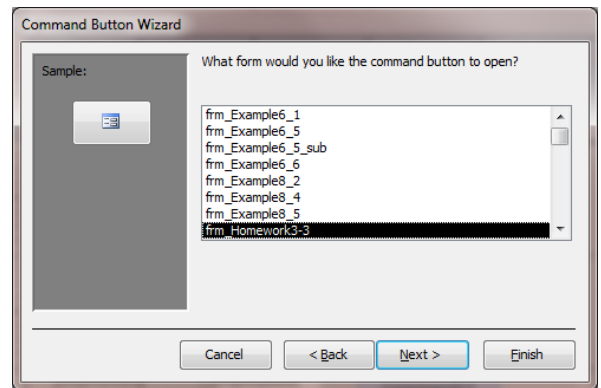 Command Button Wizard
Sample:
What form would you like the command button to open?
frm_Example6_1
frm_Example6_5
frm_Example6_5_sub
frm_Example6_6
frm_Example8_2
frm_Example8_4
frm_Example8_5
frm_Homework3-3
Cancel
< Back
Next >
Finish